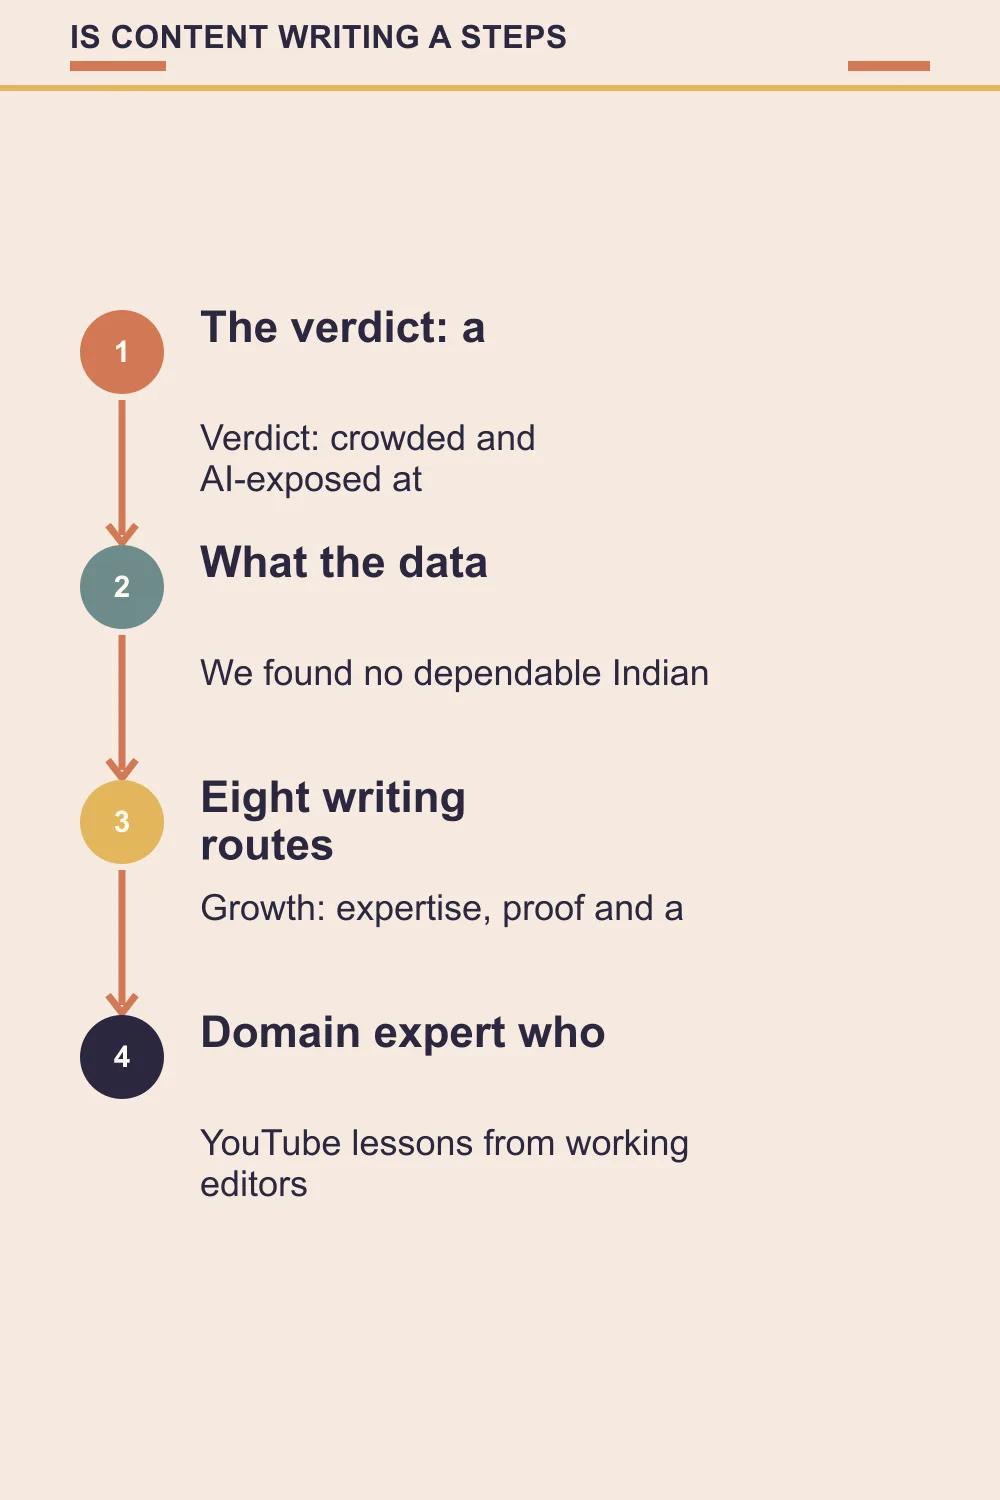 IS CONTENT WRITING A STEPS
1
The verdict: a
Verdict: crowded and
AI-exposed at
2
What the data
We found no dependable Indian
3
Eight writing
routes
Growth: expertise, proof and a
4
Domain expert who
YouTube lessons from working
editors